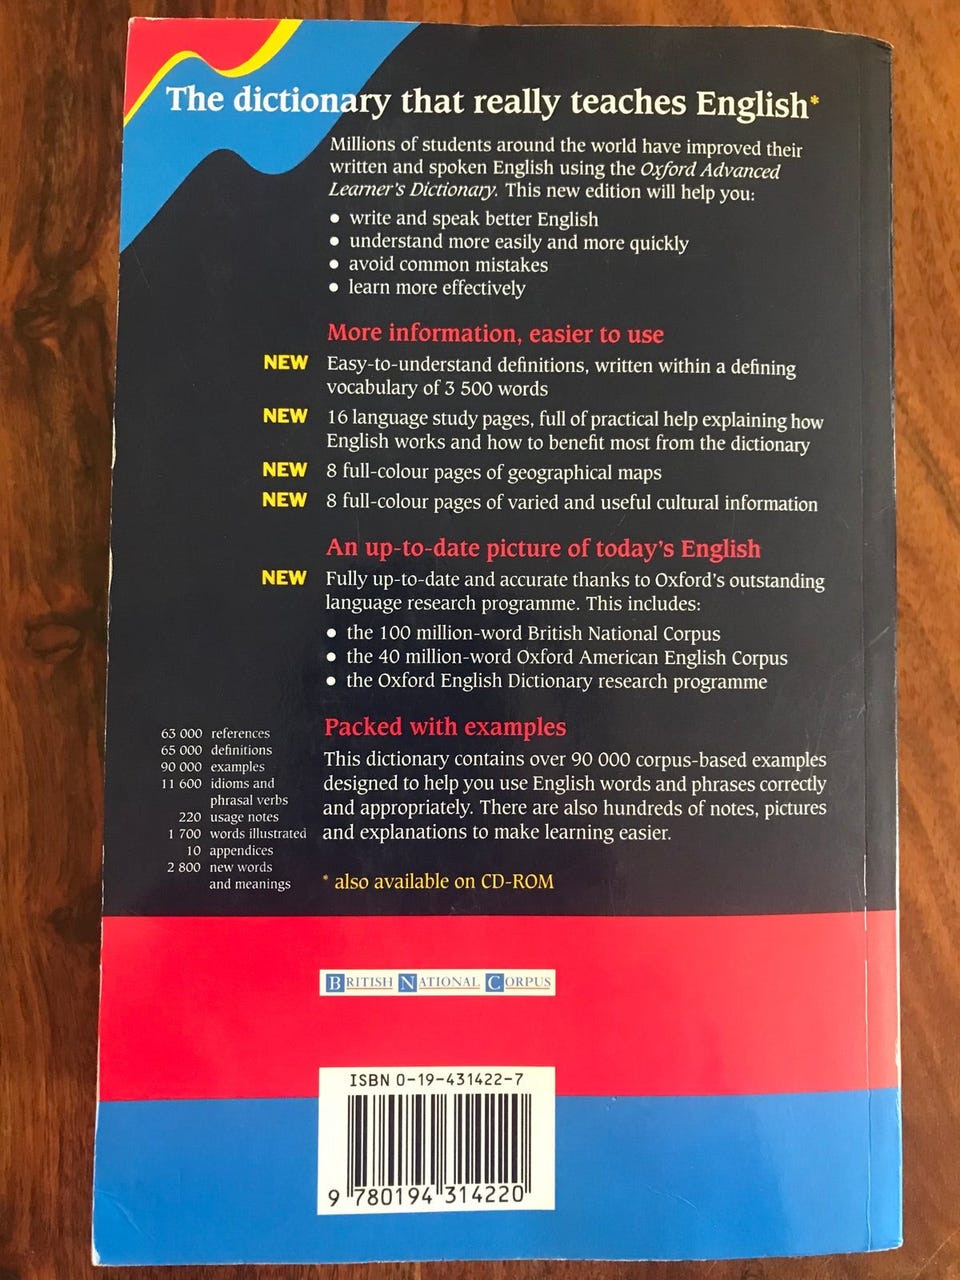 The dictionary that really teaches English*
Millions of students around the world have improved their
written and spoken English using the Oxford Advanced
Learner's Dictionary. This new edition will help you:
• write and speak better English
• understand more easily and more quickly
• avoid common mistakes
• learn more effectively
More information, easier to use
NEW Easy-to-understand definitions, written within a defining
vocabulary of 3 500 words
NEW 16 language study pages, full of practical help explaining how
English works and how to benefit most from the dictionary
NEW 8 full-colour pages of geographical maps
NEW 8 full-colour pages of varied and useful cultural information
An up-to-date picture of today's English
NEW Fully up-to-date and accurate thanks to Oxford's outstanding
language research programme. This includes:
• the 100 million-word British National Corpus
• the 40 million-word Oxford American English Corpus
• the Oxford English Dictionary research programme
63 000 references
65 000 definitions
90 000 examples
11 600 idioms and
phrasal verbs
220 usage notes
1 700 words illustrated
10 appendices
2 800 new words
and meanings
Packed with examples
This dictionary contains over 90 000 corpus-based examples
designed to help you use English words and phrases correctly
and appropriately. There are also hundreds of notes, pictures
and explanations to make learning easier.
* also available on CD-ROM
BRITISH NATIONAL CORPUS
ISBN 0-19-431422-7
9 780194 314220